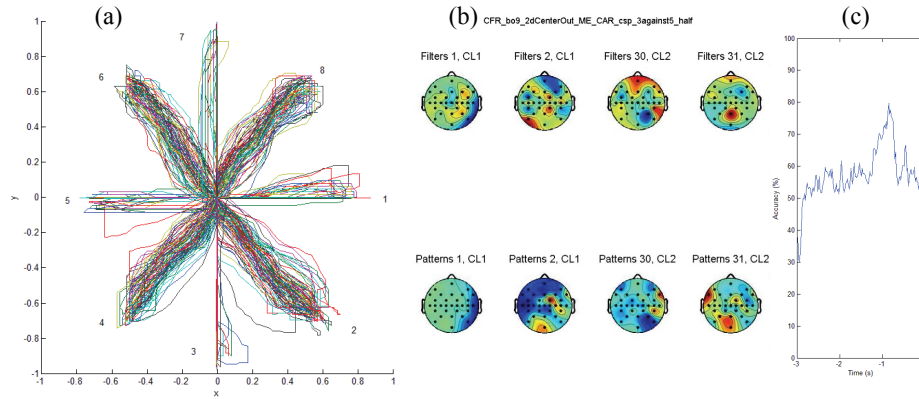 (a)
1
0.8
0.6
0.4
0.2
0
-0.2
-0.4
-0.6
-0.8
-1
y
-1
-0.8
-0.6
-0.4
-0.2
0
0.2
0.4
0.6
0.8
1
x
7
6
8
5
1
4
2
3
(b)
CFR_bo9_2dCenterOut_ME_CAR_csp_3against5_half
Filters 1, CL1
Filters 2, CL1
Filters 30, CL2
Filters 31, CL2
Patterns 1, CL1
Patterns 2, CL1
Patterns 30, CL2
Patterns 31, CL2
(c)
100
90
80
70
60
50
40
30
20
10
0
Accuracy (%)
-3
-2
-1
Time (s)